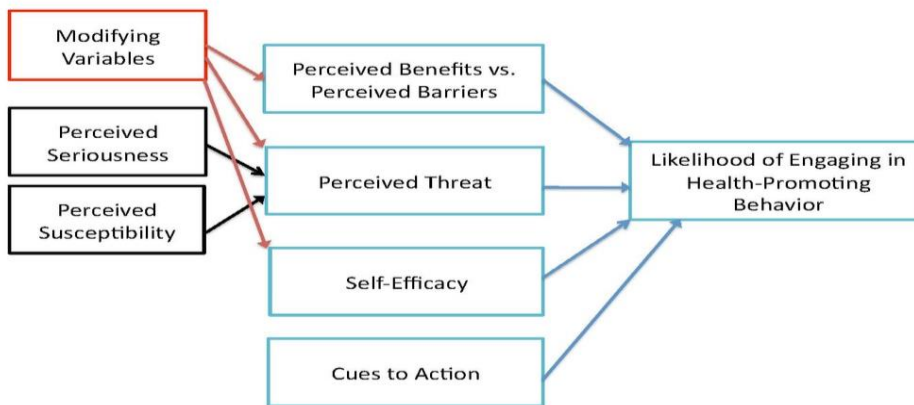 Modifying
Variables
Perceived
Seriousness
Perceived
Susceptibility
Perceived Benefits vs.
Perceived Barriers
Perceived Threat
Self-Efficacy
Cues to Action
Likelihood of Engaging in
Health-Promoting
Behavior